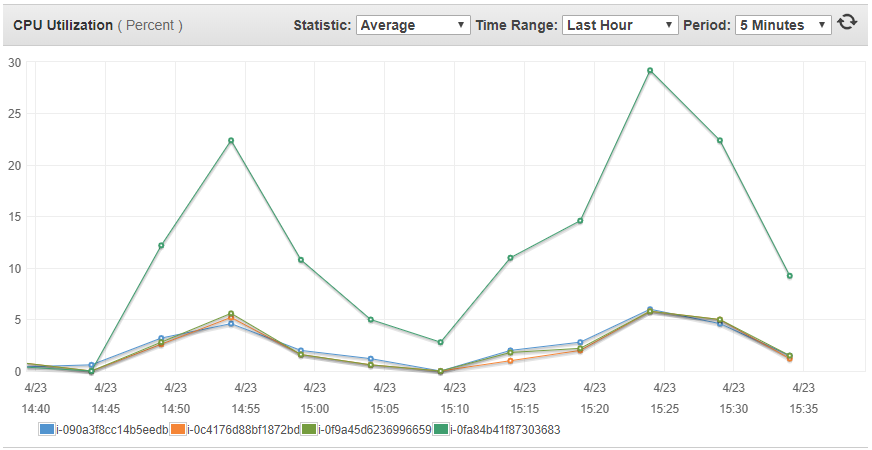 CPU Utilization ( Percent ) Statistic: Average Time Range: Last Hour Period: 5 Minutes
30
25
20
15
10
5
0
4/23 4/23 4/23 4/23 4/23 4/23 4/23 4/23 4/23 4/23 4/23 4/23
14:40 14:45 14:50 14:55 15:00 15:05 15:10 15:15 15:20 15:25 15:30 15:35
i-090a3f8cc14b5eedb i-0c4176d88bf1872bd i-0f9a45d6236996659 i-0fa84b41f87303683